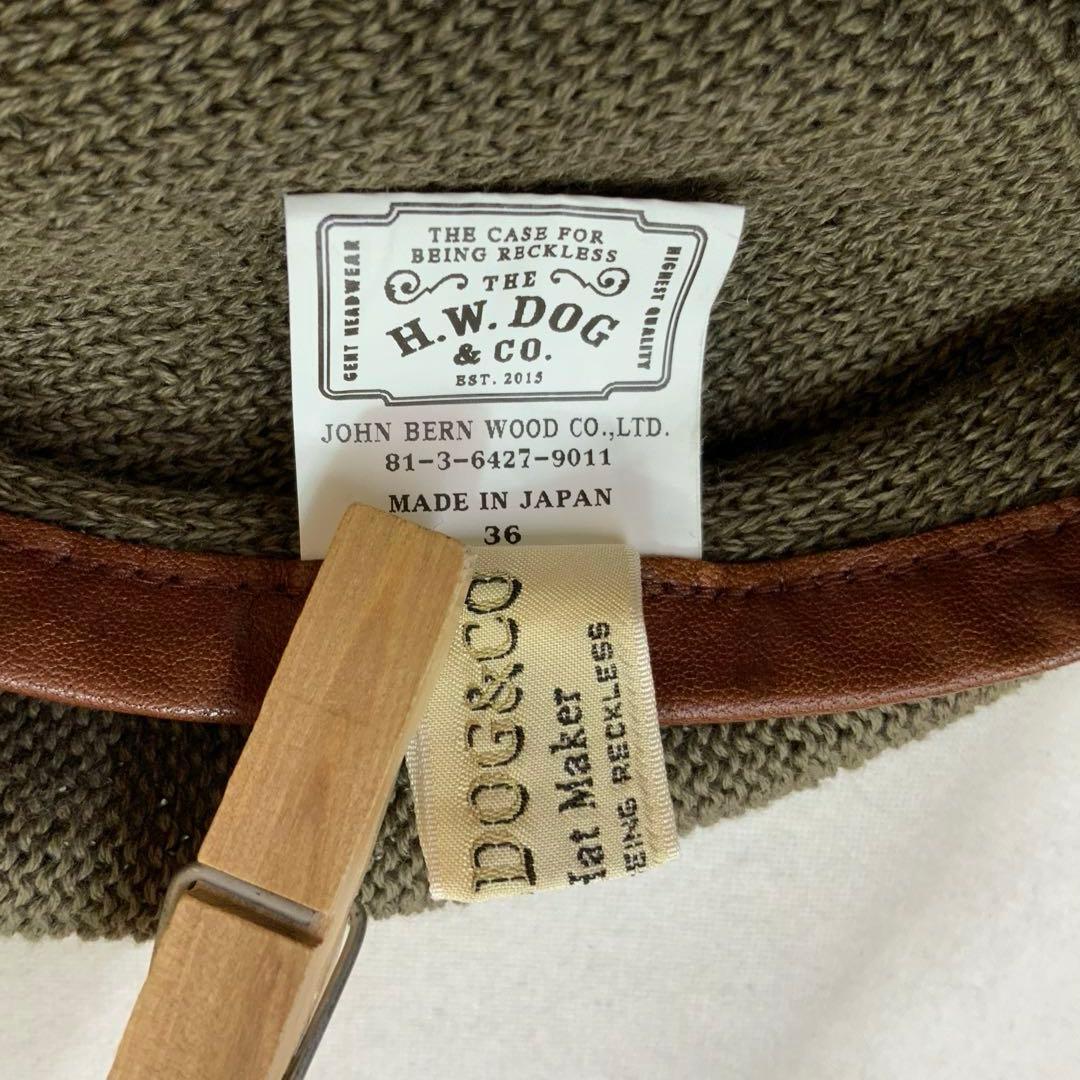 THE CASE FOR
BEING RECKLESS
THE
H.W. DOG
& CO.
EST. 2015
GENT HEADWEAR
HIGHEST QUALITY
JOHN BERN WOOD CO.,LTD.
81-3-6427-9011
MADE IN JAPAN
36
DOG&CO
Hat Maker
EING RECKLESS